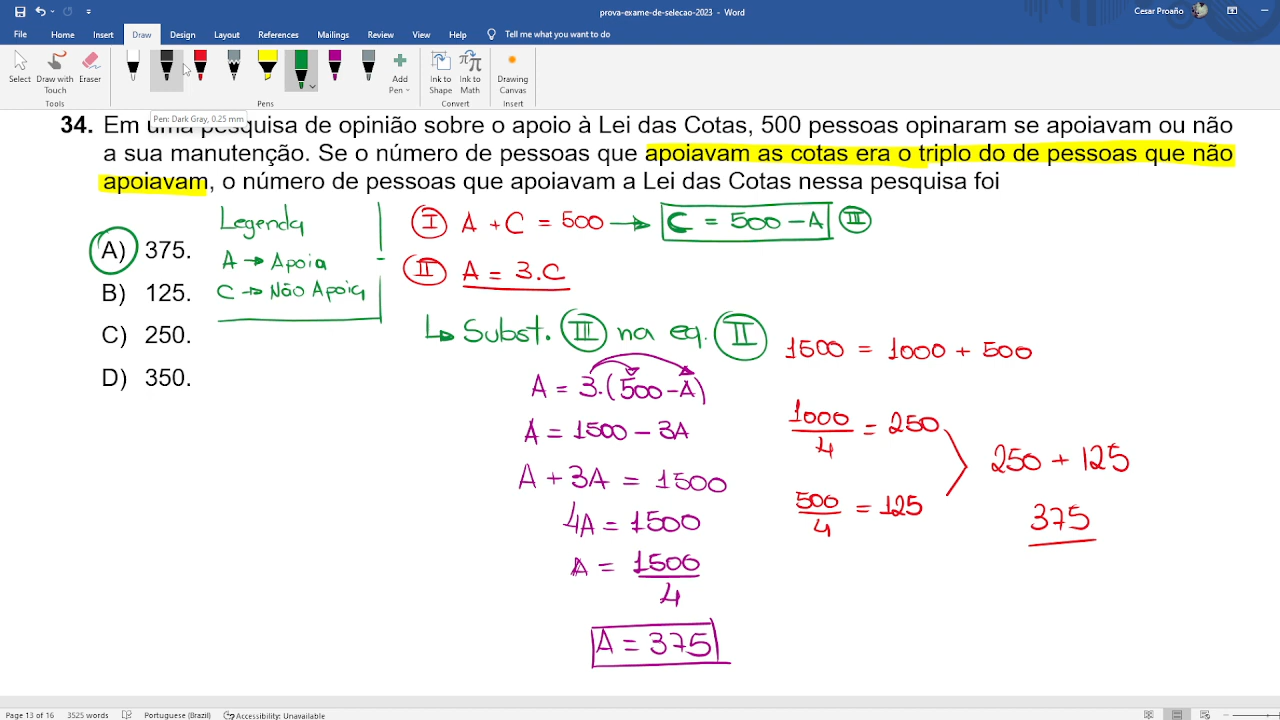 prova-exame-de-selecao-2023 - Word
Cesar Proaño
File Home Insert Draw Design Layout References Mailings Review View Help Tell me what you want to do
Select
Draw with Touch
Eraser
Add Pen
Ink to Shape
Ink to Math
Drawing Canvas
Tools
Pens
Convert
Insert
Pen: Dark Gray, 0.25 mm
34. Em uma pesquisa de opinião sobre o apoio à Lei das Cotas, 500 pessoas opinaram se apoiavam ou não
a sua manutenção. Se o número de pessoas que apoiavam as cotas era o triplo do de pessoas que não
apoiavam, o número de pessoas que apoiavam a Lei das Cotas nessa pesquisa foi
A) 375.
B) 125.
C) 250.
D) 350.
Legenda
A → Apoia
C → Não Apoia
I A + C = 500 → C = 500 - A III
II A = 3.C
↳ Subst. III na eq. II
A = 3.(500 - A)
A = 1500 - 3A
A + 3A = 1500
4A = 1500
A = 1500/4
A = 375
1500 = 1000 + 500
1000/4 = 250
500/4 = 125
250 + 125
375
Page 13 of 16 3525 words Portuguese (Brazil) Accessibility: Unavailable